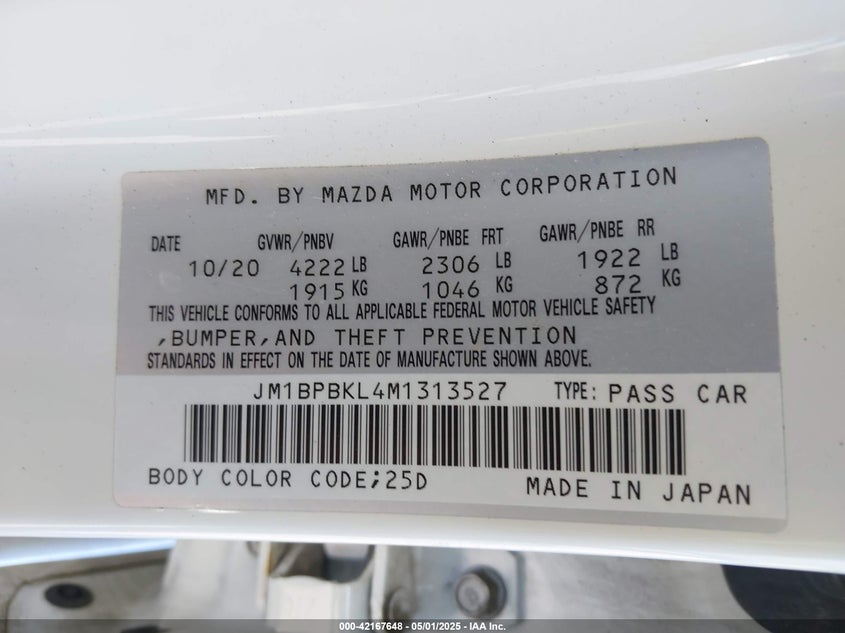 MFD. BY MAZDA MOTOR CORPORATION
DATE GVWR/PNBV GAWR/PNBE FRT GAWR/PNBE RR
10/20 4222 LB 2306 LB 1922 LB
1915 KG 1046 KG 872 KG
THIS VEHICLE CONFORMS TO ALL APPLICABLE FEDERAL MOTOR VEHICLE SAFETY
,BUMPER,AND THEFT PREVENTION
STANDARDS IN EFFECT ON THE DATE OF MANUFACTURE SHOWN ABOVE.
JM1BPBKL4M1313527 TYPE: PASS CAR
BODY COLOR CODE;25D MADE IN JAPAN
000-42167648 - 05/01/2025 - IAA Inc.